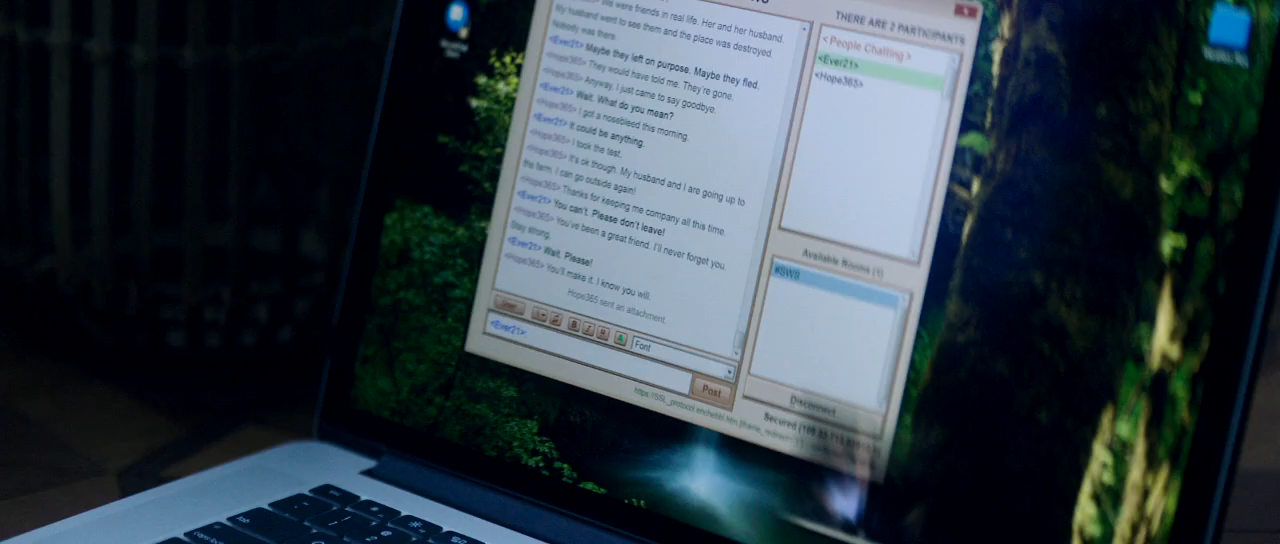 THERE ARE 2 PARTICIPANTS
We were friends in real life. Her and her husband.
My husband went to see them and the place was destroyed.
Nobody was there.
<Ever21> Maybe they left on purpose. Maybe they fled.
<Hope365> They would have told me. They're gone.
<Hope365> Anyway, I just came to say goodbye.
<Ever21> Wait. What do you mean?
<Hope365> I got a nosebleed this morning.
<Ever21> It could be anything.
<Hope365> I took the test.
<Hope365> It's ok though. My husband and I are going up to
the farm. I can go outside again!
<Hope365> Thanks for keeping me company all this time.
<Ever21> You can't. Please don't leave!
<Hope365> You've been a great friend. I'll never forget you.
Stay strong.
<Ever21> Wait. Please!
<Hope365> You'll make it. I know you will.
Hope365 sent an attachment.
Font
<Ever21>
Post
< People Chatting >
<Ever21>
<Hope365>
Available Rooms (1)
#SWS
Disconnect
Secured